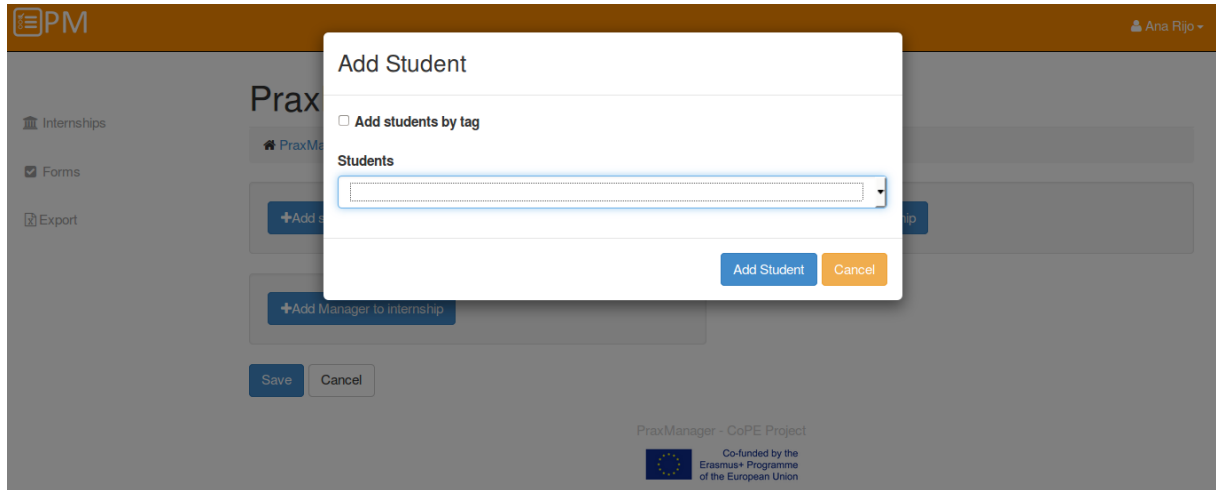 PM
Ana Rijo
Add Student
Prax
Internships
Add students by tag
PraxMa
Students
Forms
Export
+Add s
ip
Add Student
Cancel
+Add Manager to internship
Save
Cancel
PraxManager - CoPE Project
Co-funded by the
Erasmus+ Programme
of the European Union